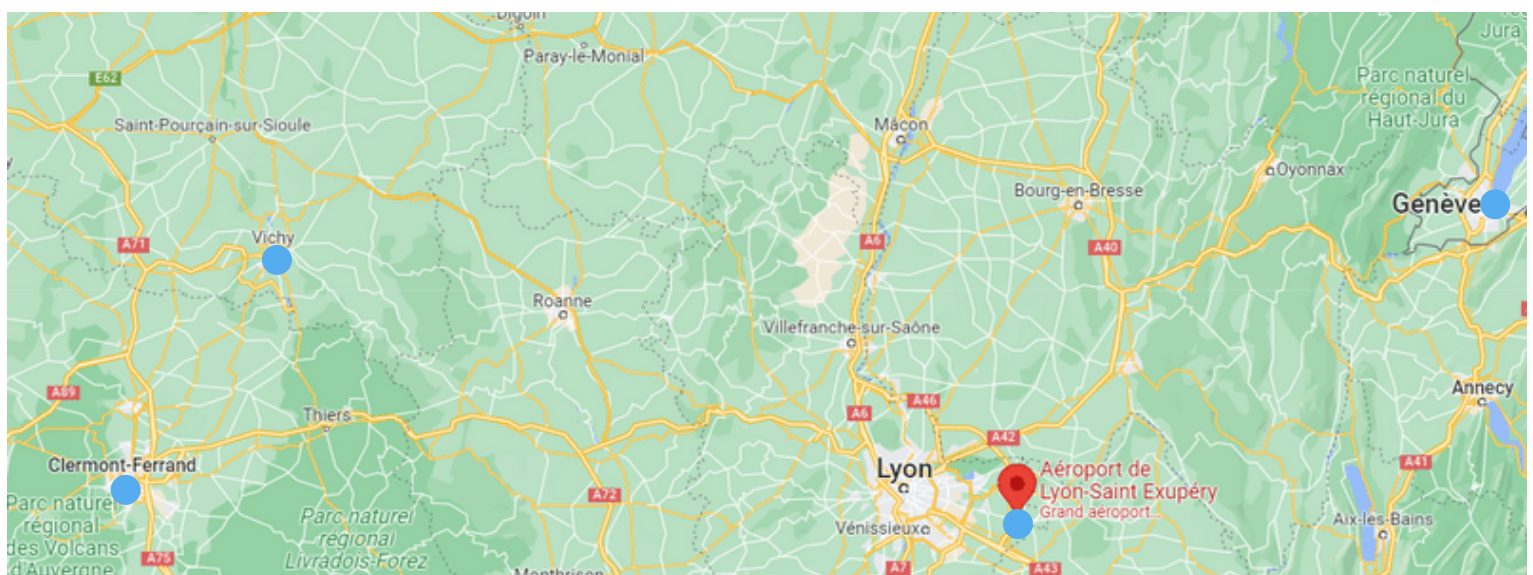 Digoin
Jura
Paray-le-Monial
E62
Parc naturel
régional du
Haut-Jura
Saint-Pourçain-sur-Sioule
Mâcon
Oyonnax
Bourg-en-Bresse
Genève
A71
Vichy
A6
A40
Roanne
Villefranche-sur-Saône
A89
Annecy
A46
A6
Thiers
A42
Clermont-Ferrand
Lyon
Aéroport de
Lyon-Saint Exupéry
Grand aéroport...
A41
A72
Parc naturel
régional
des Volcans
d'Auvergne
Parc naturel
régional
Livradois-Forez
Vénissieux
Aix-les-Bains
A75
Montbrison
A7
A43